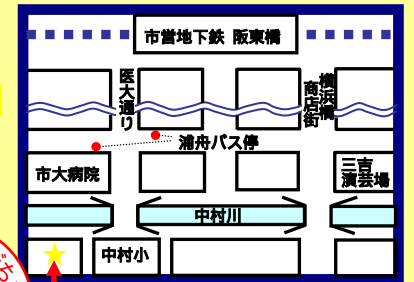 市営地下鉄 阪東橋
医大通り
横浜橋
商店街
浦舟バス停
市大病院
三吉
演芸場
中村川
中村小